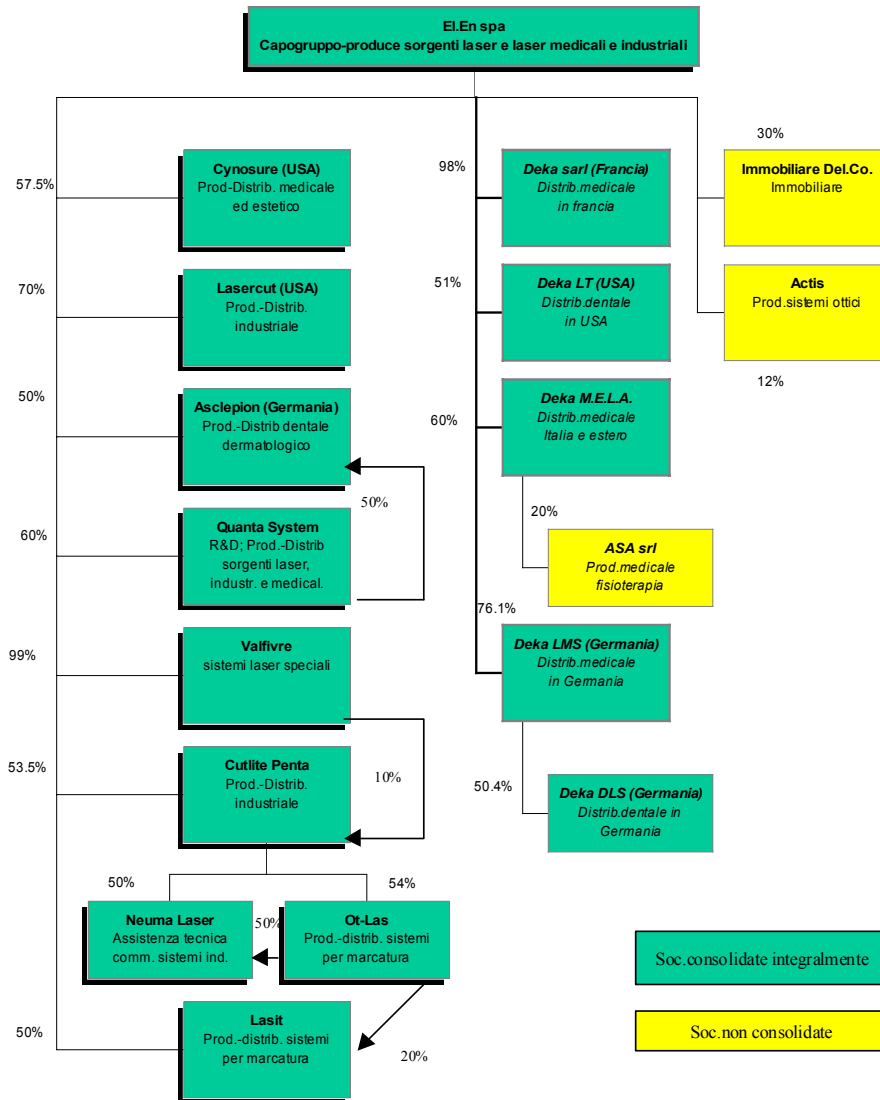 El.En spa
Capogruppo-produce sorgenti laser e laser medicali e industriali
57.5%
Cynosure (USA)
Prod-Distrib. medicale
ed estetico
70%
Lasercut (USA)
Prod.-Distrib.
industriale
50%
Asclepion (Germania)
Prod.-Distrib dentale
dermatologico
50%
60%
Quanta System
R&D; Prod.-Distrib
sorgenti laser,
industr. e medical.
99%
Valfivre
sistemi laser speciali
53.5%
Cutlite Penta
Prod.-Distrib.
industriale
10%
50%
54%
Neuma Laser
Assistenza tecnica
comm. sistemi ind.
50%
Ot-Las
Prod.-distrib. sistemi
per marcatura
50%
Lasit
Prod.-distrib. sistemi
per marcatura
20%
98%
Deka sarl (Francia)
Distrib.medicale
in francia
51%
Deka LT (USA)
Distrib.dentale
in USA
60%
Deka M.E.L.A.
Distrib.medicale
Italia e estero
20%
ASA srl
Prod.medicale
fisioterapia
76.1%
Deka LMS (Germania)
Distrib.medicale
in Germania
50.4%
Deka DLS (Germania)
Distrib.dentale in
Germania
30%
Immobiliare Del.Co.
Immobiliare
Actis
Prod.sistemi ottici
12%
Soc.consolidate integralmente
Soc.non consolidate